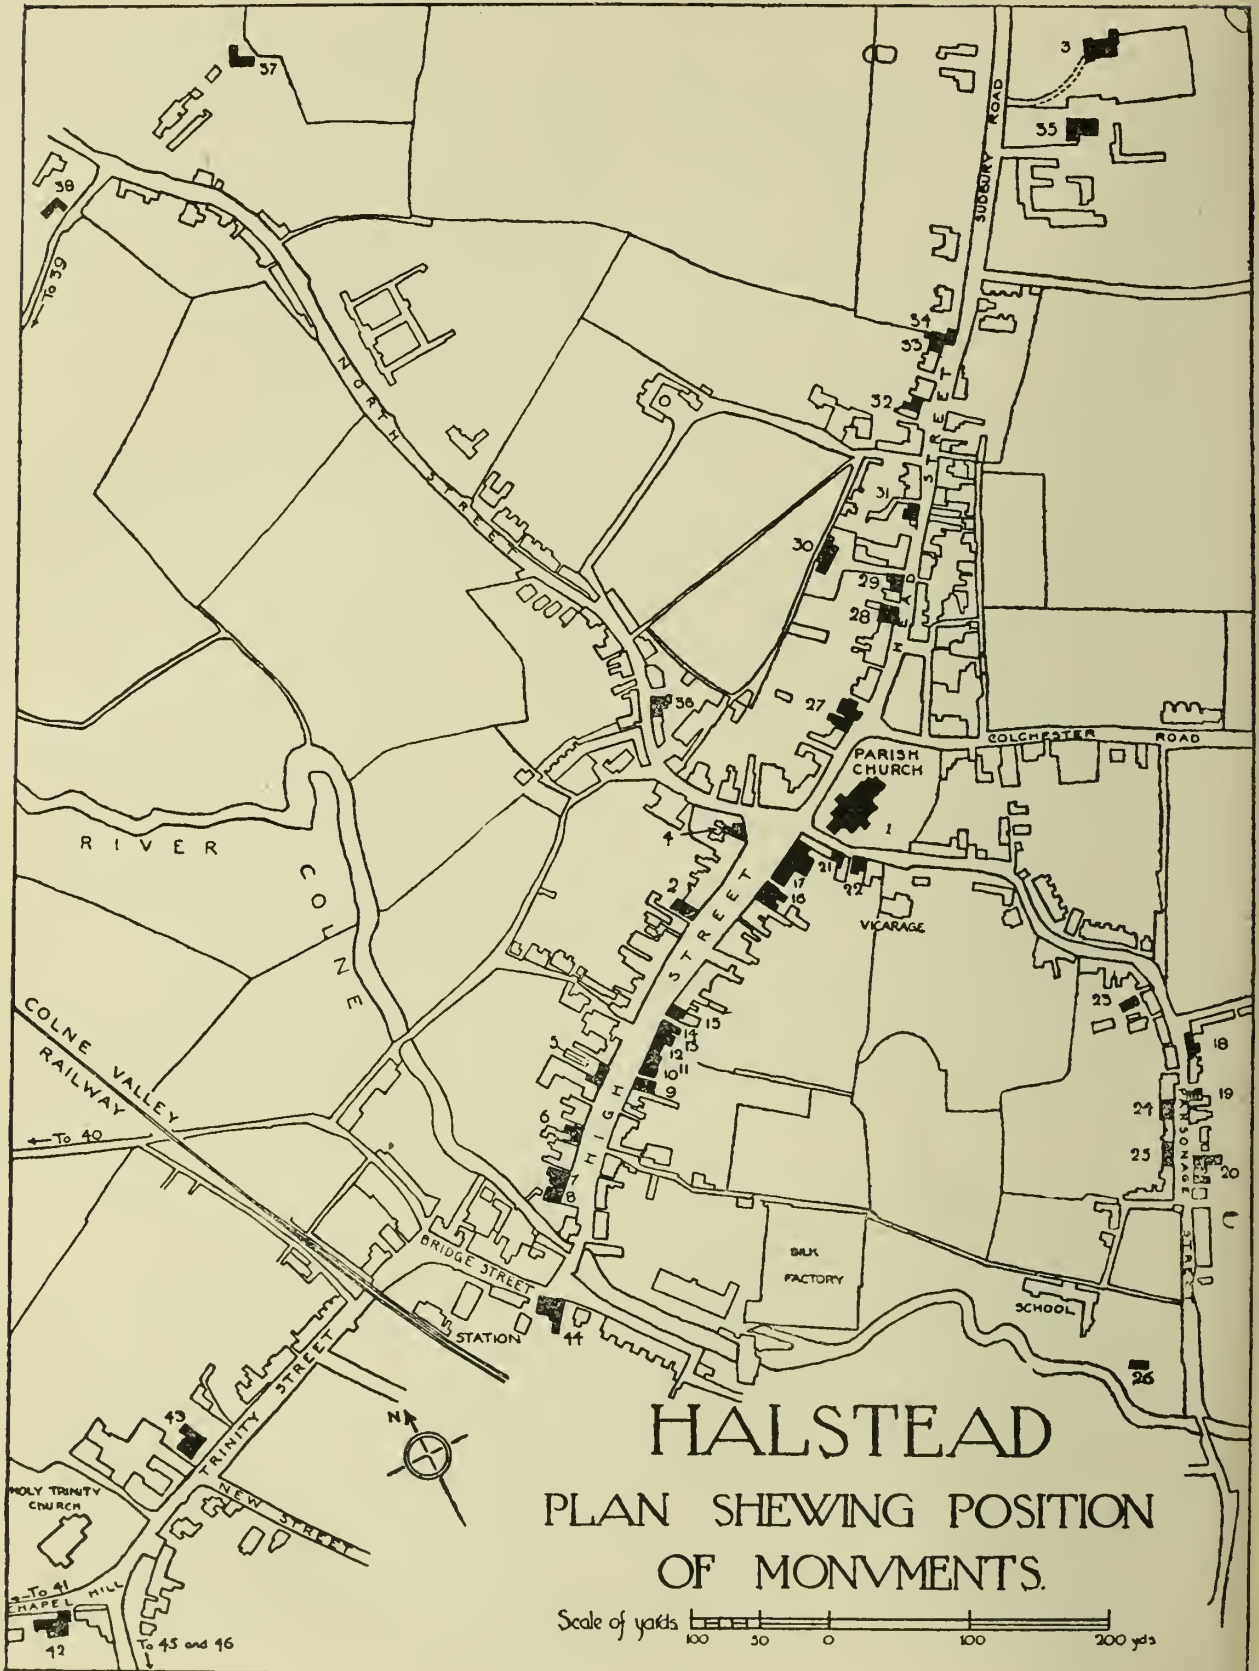 37
3
35
SUDBURY ROAD
38
To 39
34
33
32
NORTH STREET
31
30
29
28
HEAD STREET
36
27
COLCHESTER ROAD
PARISH
CHURCH
1
4
RIVER COLNE
2
21
22
17
16
VICARAGE
HIGH STREET
23
15
14
13
12
11
10
9
5
18
COLNE VALLEY
RAILWAY
6
19
24
To 40
25
20
PARSONAGE STREET
7
8
BRIDGE STREET
SILK
FACTORY
SCHOOL
STATION
44
26
TRINITY STREET
43
N
NEW STREET
HOLY TRINITY
CHURCH
To 41
CHAPEL HILL
42
To 45 and 46
HALSTEAD
PLAN SHEWING POSITION
OF MONVMENTS.
Scale of yards
100 50 0 100 200 yds